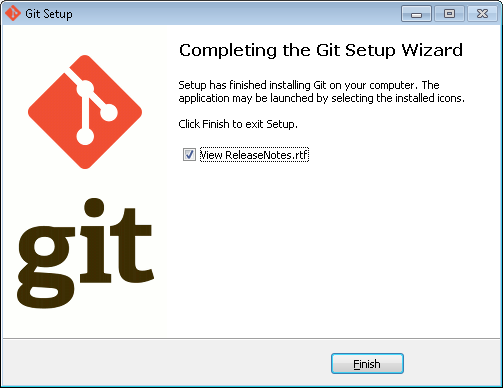 Git Setup
Completing the Git Setup Wizard
Setup has finished installing Git on your computer. The
application may be launched by selecting the installed icons.
Click Finish to exit Setup.
View ReleaseNotes.rtf
git
Finish